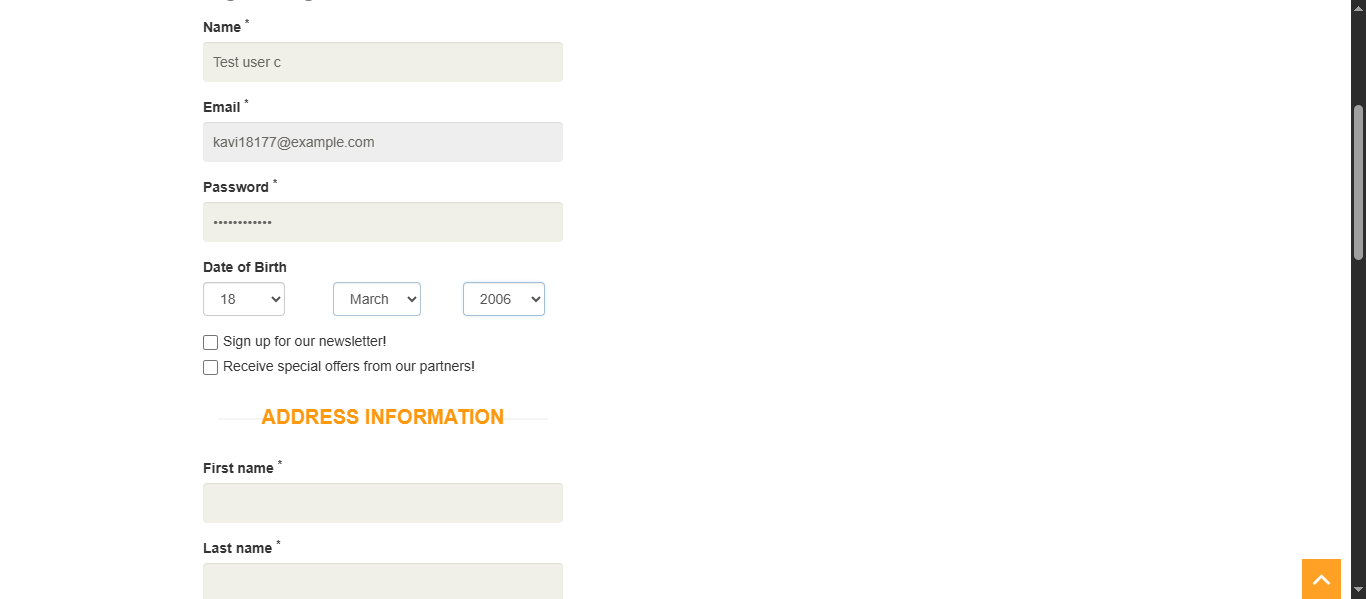 Name *
Test user c
Email *
kavi18177@example.com
Password *
••••••••••••
Date of Birth
18 March 2006
Sign up for our newsletter!
Receive special offers from our partners!
ADDRESS INFORMATION
First name *
Last name *